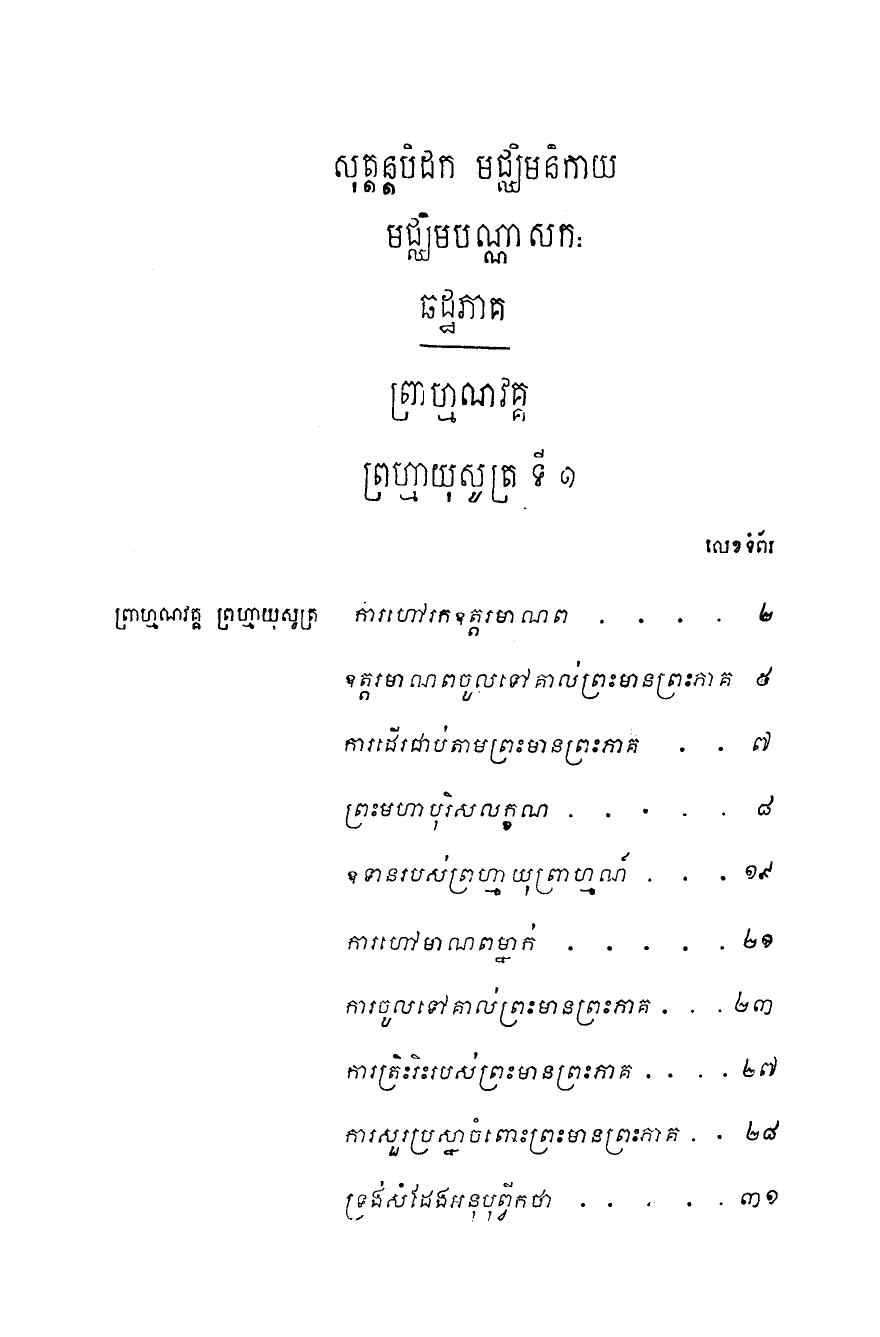 សុត្តន្តបិដក មជ្ឈិមនិកាយ
មជ្ឈិមបណ្ណាសកៈ
ឆដ្ឋភាគ
ព្រាហ្មណវគ្គ
ព្រហ្មាយុសូត្រ ទី ១
លេខទំព័រ
ព្រាហ្មណវគ្គ ព្រហ្មាយុសូត្រ ការហៅរកឧត្តរមាណព . . . . ២
ឧត្តរមាណពចូលទៅគាល់ព្រះមានព្រះភាគ ៥
ការដើរជាប់តាមព្រះមានព្រះភាគ . . ៧
ព្រះមហាបុរិសលក្ខណ . . . . . ៨
ឧទានរបស់ព្រហ្មាយុព្រាហ្មណ៍ . . . ១៩
ការហៅមាណពម្នាក់ . . . . . ២១
ការចូលទៅគាល់ព្រះមានព្រះភាគ . . . ២៣
ការត្រិះរិះរបស់ព្រះមានព្រះភាគ . . . . ២៧
ការសួរប្រស្នាចំពោះព្រះមានព្រះភាគ . . ២៨
ទ្រង់សំដែងអនុបុព្វីកថា . . . . . ៣១